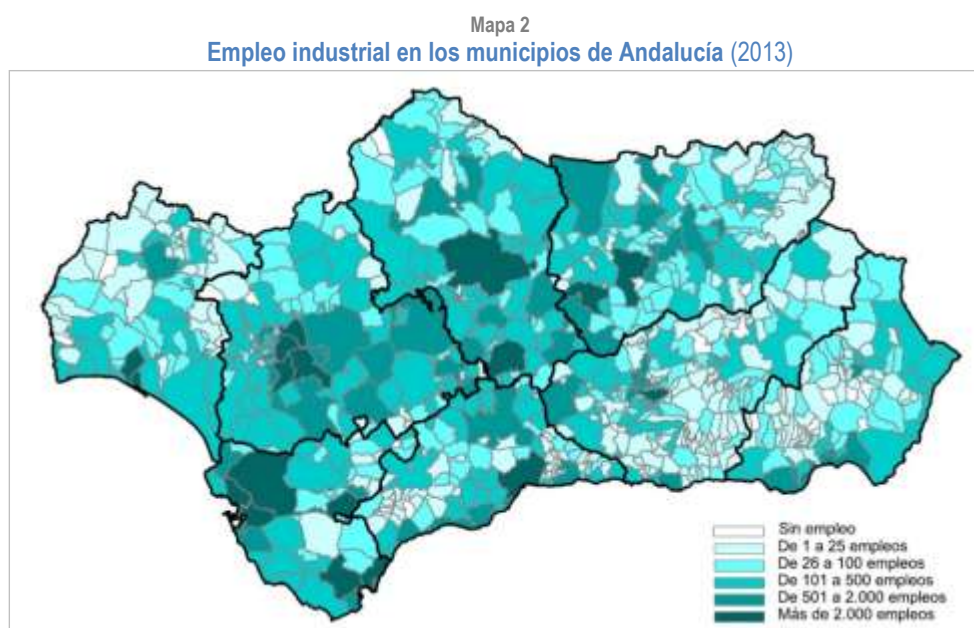 Mapa 2
Empleo industrial en los municipios de Andalucía (2013)
Sin empleo
De 1 a 25 empleos
De 26 a 100 empleos
De 101 a 500 empleos
De 501 a 2.000 empleos
Más de 2.000 empleos